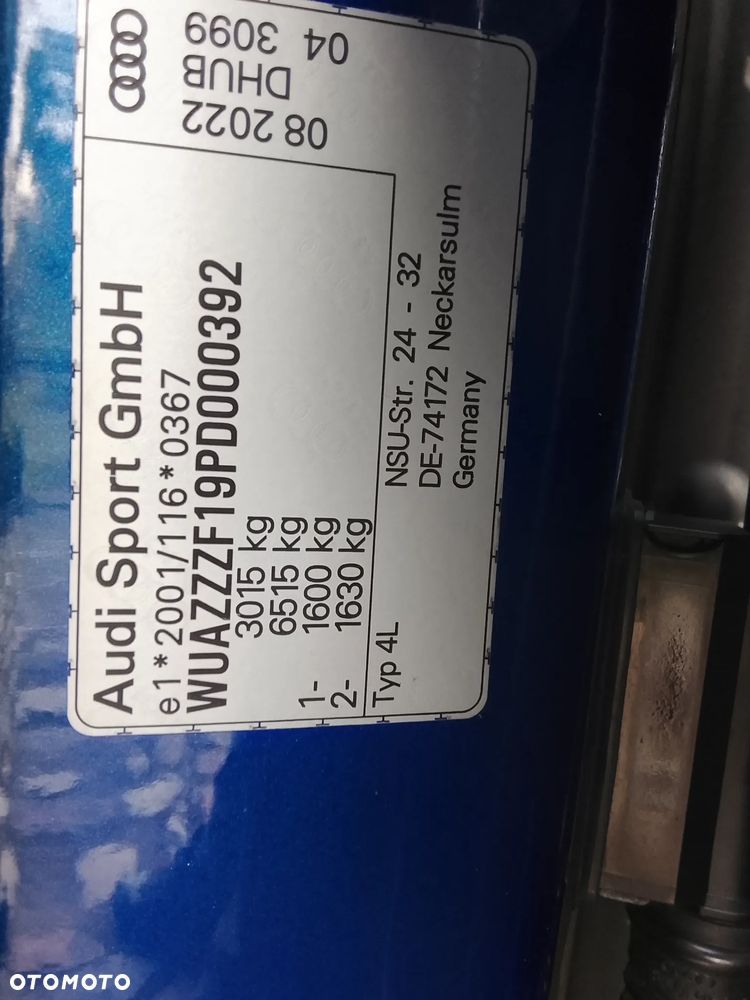 Audi Sport GmbH
e1*2001/116*0367
WUAZZZF19PD000392
3015 kg
6515 kg
1- 1600 kg
2- 1630 kg
Typ 4L
NSU-Str. 24 - 32
DE-74172 Neckarsulm
Germany
08 2022
DHUB
04 3099
OTOMOTO